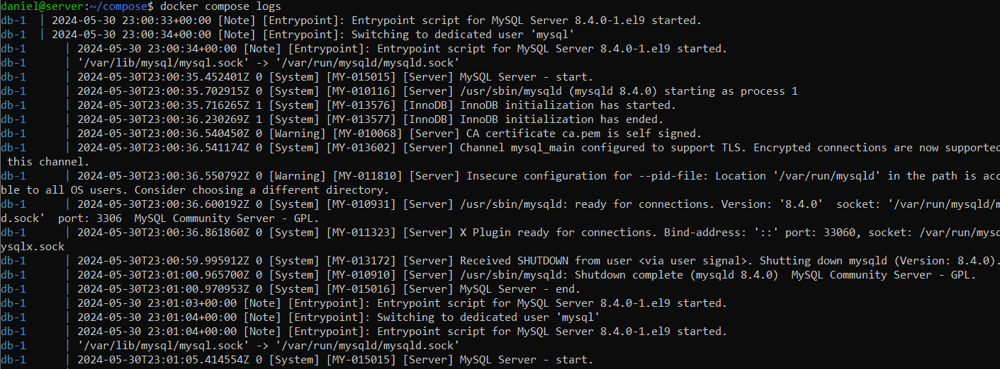 daniel@server:~/compose$ docker compose logs
db-1  | 2024-05-30 23:00:33+00:00 [Note] [Entrypoint]: Entrypoint script for MySQL Server 8.4.0-1.el9 started.
db-1  | 2024-05-30 23:00:34+00:00 [Note] [Entrypoint]: Switching to dedicated user 'mysql'
db-1      | 2024-05-30 23:00:34+00:00 [Note] [Entrypoint]: Entrypoint script for MySQL Server 8.4.0-1.el9 started.
db-1      | '/var/lib/mysql/mysql.sock' -> '/var/run/mysqld/mysqld.sock'
db-1      | 2024-05-30T23:00:35.452401Z 0 [System] [MY-015015] [Server] MySQL Server - start.
db-1      | 2024-05-30T23:00:35.702915Z 0 [System] [MY-010116] [Server] /usr/sbin/mysqld (mysqld 8.4.0) starting as process 1
db-1      | 2024-05-30T23:00:35.716265Z 1 [System] [MY-013576] [InnoDB] InnoDB initialization has started.
db-1      | 2024-05-30T23:00:36.230269Z 1 [System] [MY-013577] [InnoDB] InnoDB initialization has ended.
db-1      | 2024-05-30T23:00:36.540450Z 0 [Warning] [MY-010068] [Server] CA certificate ca.pem is self signed.
db-1      | 2024-05-30T23:00:36.541174Z 0 [System] [MY-013602] [Server] Channel mysql_main configured to support TLS. Encrypted connections are now supported
 this channel.
db-1      | 2024-05-30T23:00:36.550792Z 0 [Warning] [MY-011810] [Server] Insecure configuration for --pid-file: Location '/var/run/mysqld' in the path is acc
ble to all OS users. Consider choosing a different directory.
db-1      | 2024-05-30T23:00:36.600192Z 0 [System] [MY-010931] [Server] /usr/sbin/mysqld: ready for connections. Version: '8.4.0'  socket: '/var/run/mysqld/m
d.sock'  port: 3306  MySQL Community Server - GPL.
db-1      | 2024-05-30T23:00:36.861860Z 0 [System] [MY-011323] [Server] X Plugin ready for connections. Bind-address: '::' port: 33060, socket: /var/run/mysq
ysqlx.sock
db-1      | 2024-05-30T23:00:59.995912Z 0 [System] [MY-013172] [Server] Received SHUTDOWN from user <via user signal>. Shutting down mysqld (Version: 8.4.0).
db-1      | 2024-05-30T23:01:00.965700Z 0 [System] [MY-010910] [Server] /usr/sbin/mysqld: Shutdown complete (mysqld 8.4.0)  MySQL Community Server - GPL.
db-1      | 2024-05-30T23:01:00.970953Z 0 [System] [MY-015016] [Server] MySQL Server - end.
db-1      | 2024-05-30 23:01:03+00:00 [Note] [Entrypoint]: Entrypoint script for MySQL Server 8.4.0-1.el9 started.
db-1      | 2024-05-30 23:01:04+00:00 [Note] [Entrypoint]: Switching to dedicated user 'mysql'
db-1      | 2024-05-30 23:01:04+00:00 [Note] [Entrypoint]: Entrypoint script for MySQL Server 8.4.0-1.el9 started.
db-1      | '/var/lib/mysql/mysql.sock' -> '/var/run/mysqld/mysqld.sock'
db-1      | 2024-05-30T23:01:05.414554Z 0 [System] [MY-015015] [Server] MySQL Server - start.